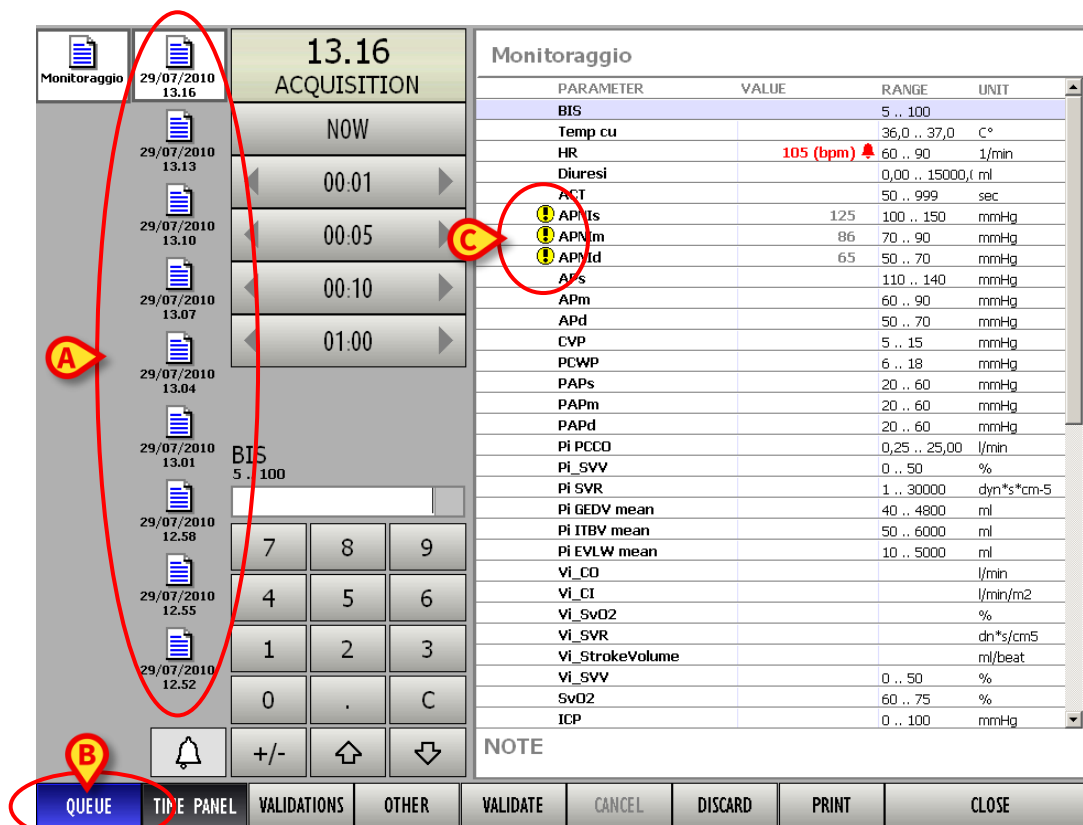 Monitoraggio
29/07/2010
13.16
29/07/2010
13.13
29/07/2010
13.10
29/07/2010
13.07
29/07/2010
13.04
29/07/2010
13.01
29/07/2010
12.58
29/07/2010
12.55
29/07/2010
12.52
A
B
C
13.16
ACQUISITION
NOW
00:01
00:05
00:10
01:00
BIS
5 .. 100
7 8 9
4 5 6
1 2 3
0 . C
+/-
Monitoraggio
PARAMETER VALUE RANGE UNIT
BIS 5 .. 100
Temp cu 36,0 .. 37,0 C°
HR 105 (bpm) 60 .. 90 1/min
Diuresi 0,00 .. 15000,( ml
ACT 50 .. 999 sec
! APNIs 125 100 .. 150 mmHg
! APNIm 86 70 .. 90 mmHg
! APNId 65 50 .. 70 mmHg
APs 110 .. 140 mmHg
APm 60 .. 90 mmHg
APd 50 .. 70 mmHg
CVP 5 .. 15 mmHg
PCWP 6 .. 18 mmHg
PAPs 20 .. 60 mmHg
PAPm 20 .. 60 mmHg
PAPd 20 .. 60 mmHg
Pi PCCO 0,25 .. 25,00 l/min
Pi_SVV 0 .. 50 %
Pi SVR 1 .. 30000 dyn*s*cm-5
Pi GEDV mean 40 .. 4800 ml
Pi ITBV mean 50 .. 6000 ml
Pi EVLW mean 10 .. 5000 ml
Vi_CO l/min
Vi_CI l/min/m2
Vi_SvO2 %
Vi_SVR dn*s/cm5
Vi_StrokeVolume ml/beat
Vi_SVV 0 .. 50 %
SvO2 60 .. 75 %
ICP 0 .. 100 mmHg
NOTE
QUEUE TIME PANEL VALIDATIONS OTHER VALIDATE CANCEL DISCARD PRINT CLOSE